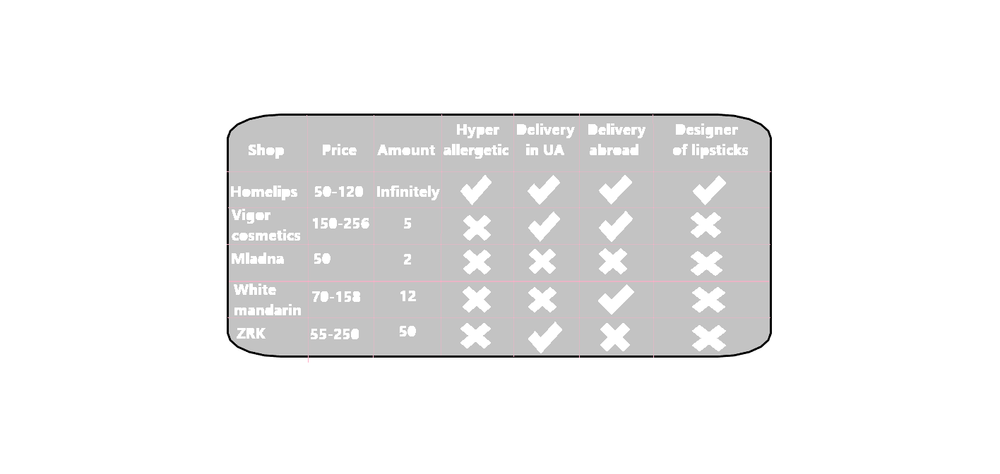 Shop Price Amount Hyper allergetic Delivery in UA Delivery abroad Designer of lipsticks
Homelips 50-120 Infinitely ✔ ✔ ✔ ✔
Vigor cosmetics 150-256 5 ✖ ✔ ✔ ✖
Mladna 50 2 ✖ ✖ ✖ ✖
White mandarin 70-158 12 ✖ ✖ ✔ ✖
ZRK 55-250 50 ✖ ✔ ✖ ✖